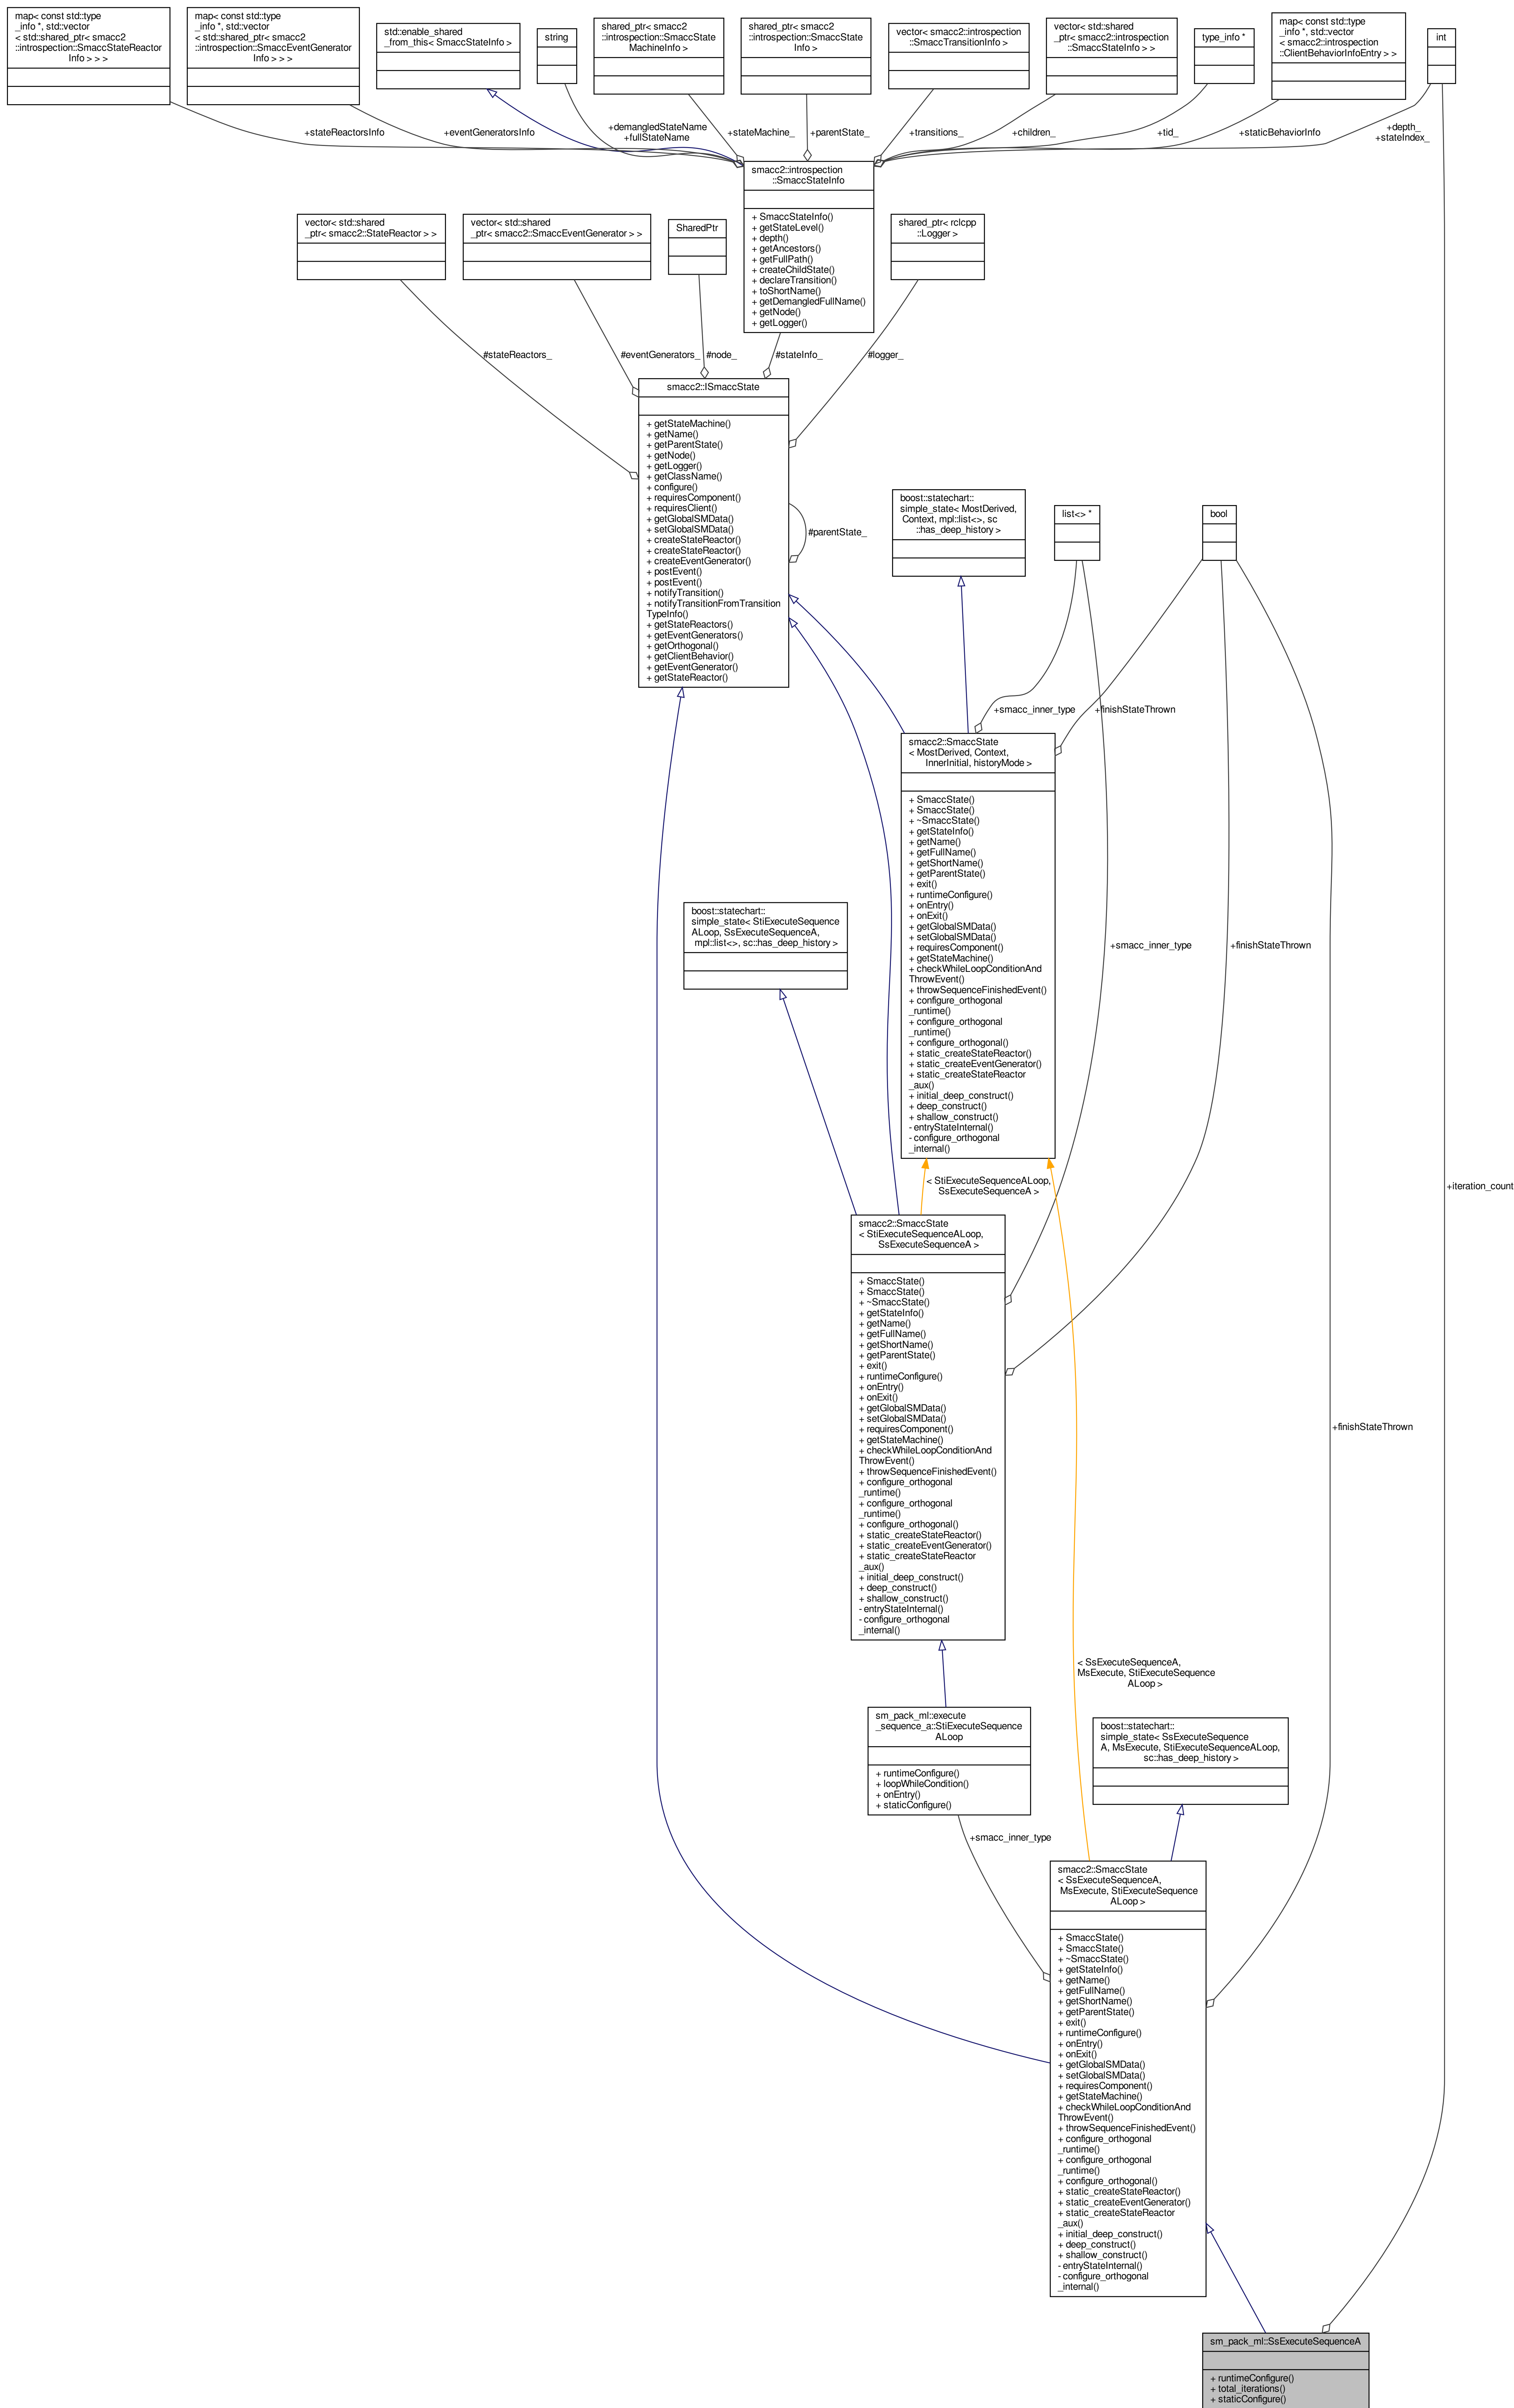 map< const std::type
_info *, std::vector
< std::shared_ptr< smacc2
::introspection::SmaccStateReactor
Info > > >
map< const std::type
_info *, std::vector
< std::shared_ptr< smacc2
::introspection::SmaccEventGenerator
Info > > >
std::enable_shared
_from_this< SmaccStateInfo >
string
shared_ptr< smacc2
::introspection::SmaccState
MachineInfo >
shared_ptr< smacc2
::introspection::SmaccState
Info >
vector< smacc2::introspection
::SmaccTransitionInfo >
vector< std::shared
_ptr< smacc2::introspection
::SmaccStateInfo > >
type_info *
map< const std::type
_info *, std::vector
< smacc2::introspection
::ClientBehaviorInfoEntry > >
int
+stateReactorsInfo
+eventGeneratorsInfo
+demangledStateName
+fullStateName
+stateMachine_
+parentState_
+transitions_
+children_
+tid_
+staticBehaviorInfo
+depth_
+stateIndex_
smacc2::introspection
::SmaccStateInfo
+ SmaccStateInfo()
+ getStateLevel()
+ depth()
+ getAncestors()
+ getFullPath()
+ createChildState()
+ declareTransition()
+ toShortName()
+ getDemangledFullName()
+ getNode()
+ getLogger()
vector< std::shared
_ptr< smacc2::StateReactor > >
vector< std::shared
_ptr< smacc2::SmaccEventGenerator > >
SharedPtr
shared_ptr< rclcpp
::Logger >
#stateReactors_
#eventGenerators_
#node_
#stateInfo_
#logger_
smacc2::ISmaccState
+ getStateMachine()
+ getName()
+ getParentState()
+ getNode()
+ getLogger()
+ getClassName()
+ configure()
+ requiresComponent()
+ requiresClient()
+ getGlobalSMData()
+ setGlobalSMData()
+ createStateReactor()
+ createStateReactor()
+ createEventGenerator()
+ postEvent()
+ postEvent()
+ notifyTransition()
+ notifyTransitionFromTransition
TypeInfo()
+ getStateReactors()
+ getEventGenerators()
+ getOrthogonal()
+ getClientBehavior()
+ getEventGenerator()
+ getStateReactor()
#parentState_
boost::statechart::
simple_state< MostDerived,
Context, mpl::list<>, sc
::has_deep_history >
list<> *
bool
+smacc_inner_type
+finishStateThrown
smacc2::SmaccState
< MostDerived, Context,
InnerInitial, historyMode >
+ SmaccState()
+ SmaccState()
+ ~SmaccState()
+ getStateInfo()
+ getName()
+ getFullName()
+ getShortName()
+ getParentState()
+ exit()
+ runtimeConfigure()
+ onEntry()
+ onExit()
+ getGlobalSMData()
+ setGlobalSMData()
+ requiresComponent()
+ getStateMachine()
+ checkWhileLoopConditionAnd
ThrowEvent()
+ throwSequenceFinishedEvent()
+ configure_orthogonal
_runtime()
+ configure_orthogonal
_runtime()
+ configure_orthogonal()
+ static_createStateReactor()
+ static_createEventGenerator()
+ static_createStateReactor
_aux()
+ initial_deep_construct()
+ deep_construct()
+ shallow_construct()
- entryStateInternal()
- configure_orthogonal
_internal()
boost::statechart::
simple_state< StiExecuteSequence
ALoop, SsExecuteSequenceA,
mpl::list<>, sc::has_deep_history >
+smacc_inner_type
+finishStateThrown
< StiExecuteSequenceALoop,
SsExecuteSequenceA >
+iteration_count
smacc2::SmaccState
< StiExecuteSequenceALoop,
SsExecuteSequenceA >
+ SmaccState()
+ SmaccState()
+ ~SmaccState()
+ getStateInfo()
+ getName()
+ getFullName()
+ getShortName()
+ getParentState()
+ exit()
+ runtimeConfigure()
+ onEntry()
+ onExit()
+ getGlobalSMData()
+ setGlobalSMData()
+ requiresComponent()
+ getStateMachine()
+ checkWhileLoopConditionAnd
ThrowEvent()
+ throwSequenceFinishedEvent()
+ configure_orthogonal
_runtime()
+ configure_orthogonal
_runtime()
+ configure_orthogonal()
+ static_createStateReactor()
+ static_createEventGenerator()
+ static_createStateReactor
_aux()
+ initial_deep_construct()
+ deep_construct()
+ shallow_construct()
- entryStateInternal()
- configure_orthogonal
_internal()
+finishStateThrown
< SsExecuteSequenceA,
MsExecute, StiExecuteSequence
ALoop >
sm_pack_ml::execute
_sequence_a::StiExecuteSequence
ALoop
+ runtimeConfigure()
+ loopWhileCondition()
+ onEntry()
+ staticConfigure()
boost::statechart::
simple_state< SsExecuteSequence
A, MsExecute, StiExecuteSequenceALoop,
sc::has_deep_history >
+smacc_inner_type
smacc2::SmaccState
< SsExecuteSequenceA,
MsExecute, StiExecuteSequence
ALoop >
+ SmaccState()
+ SmaccState()
+ ~SmaccState()
+ getStateInfo()
+ getName()
+ getFullName()
+ getShortName()
+ getParentState()
+ exit()
+ runtimeConfigure()
+ onEntry()
+ onExit()
+ getGlobalSMData()
+ setGlobalSMData()
+ requiresComponent()
+ getStateMachine()
+ checkWhileLoopConditionAnd
ThrowEvent()
+ throwSequenceFinishedEvent()
+ configure_orthogonal
_runtime()
+ configure_orthogonal
_runtime()
+ configure_orthogonal()
+ static_createStateReactor()
+ static_createEventGenerator()
+ static_createStateReactor
_aux()
+ initial_deep_construct()
+ deep_construct()
+ shallow_construct()
- entryStateInternal()
- configure_orthogonal
_internal()
sm_pack_ml::SsExecuteSequenceA
+ runtimeConfigure()
+ total_iterations()
+ staticConfigure()